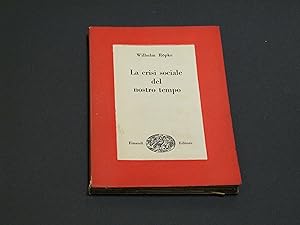 Wilhelm Röpke
La crisi sociale
del
nostro tempo
Einaudi Editore